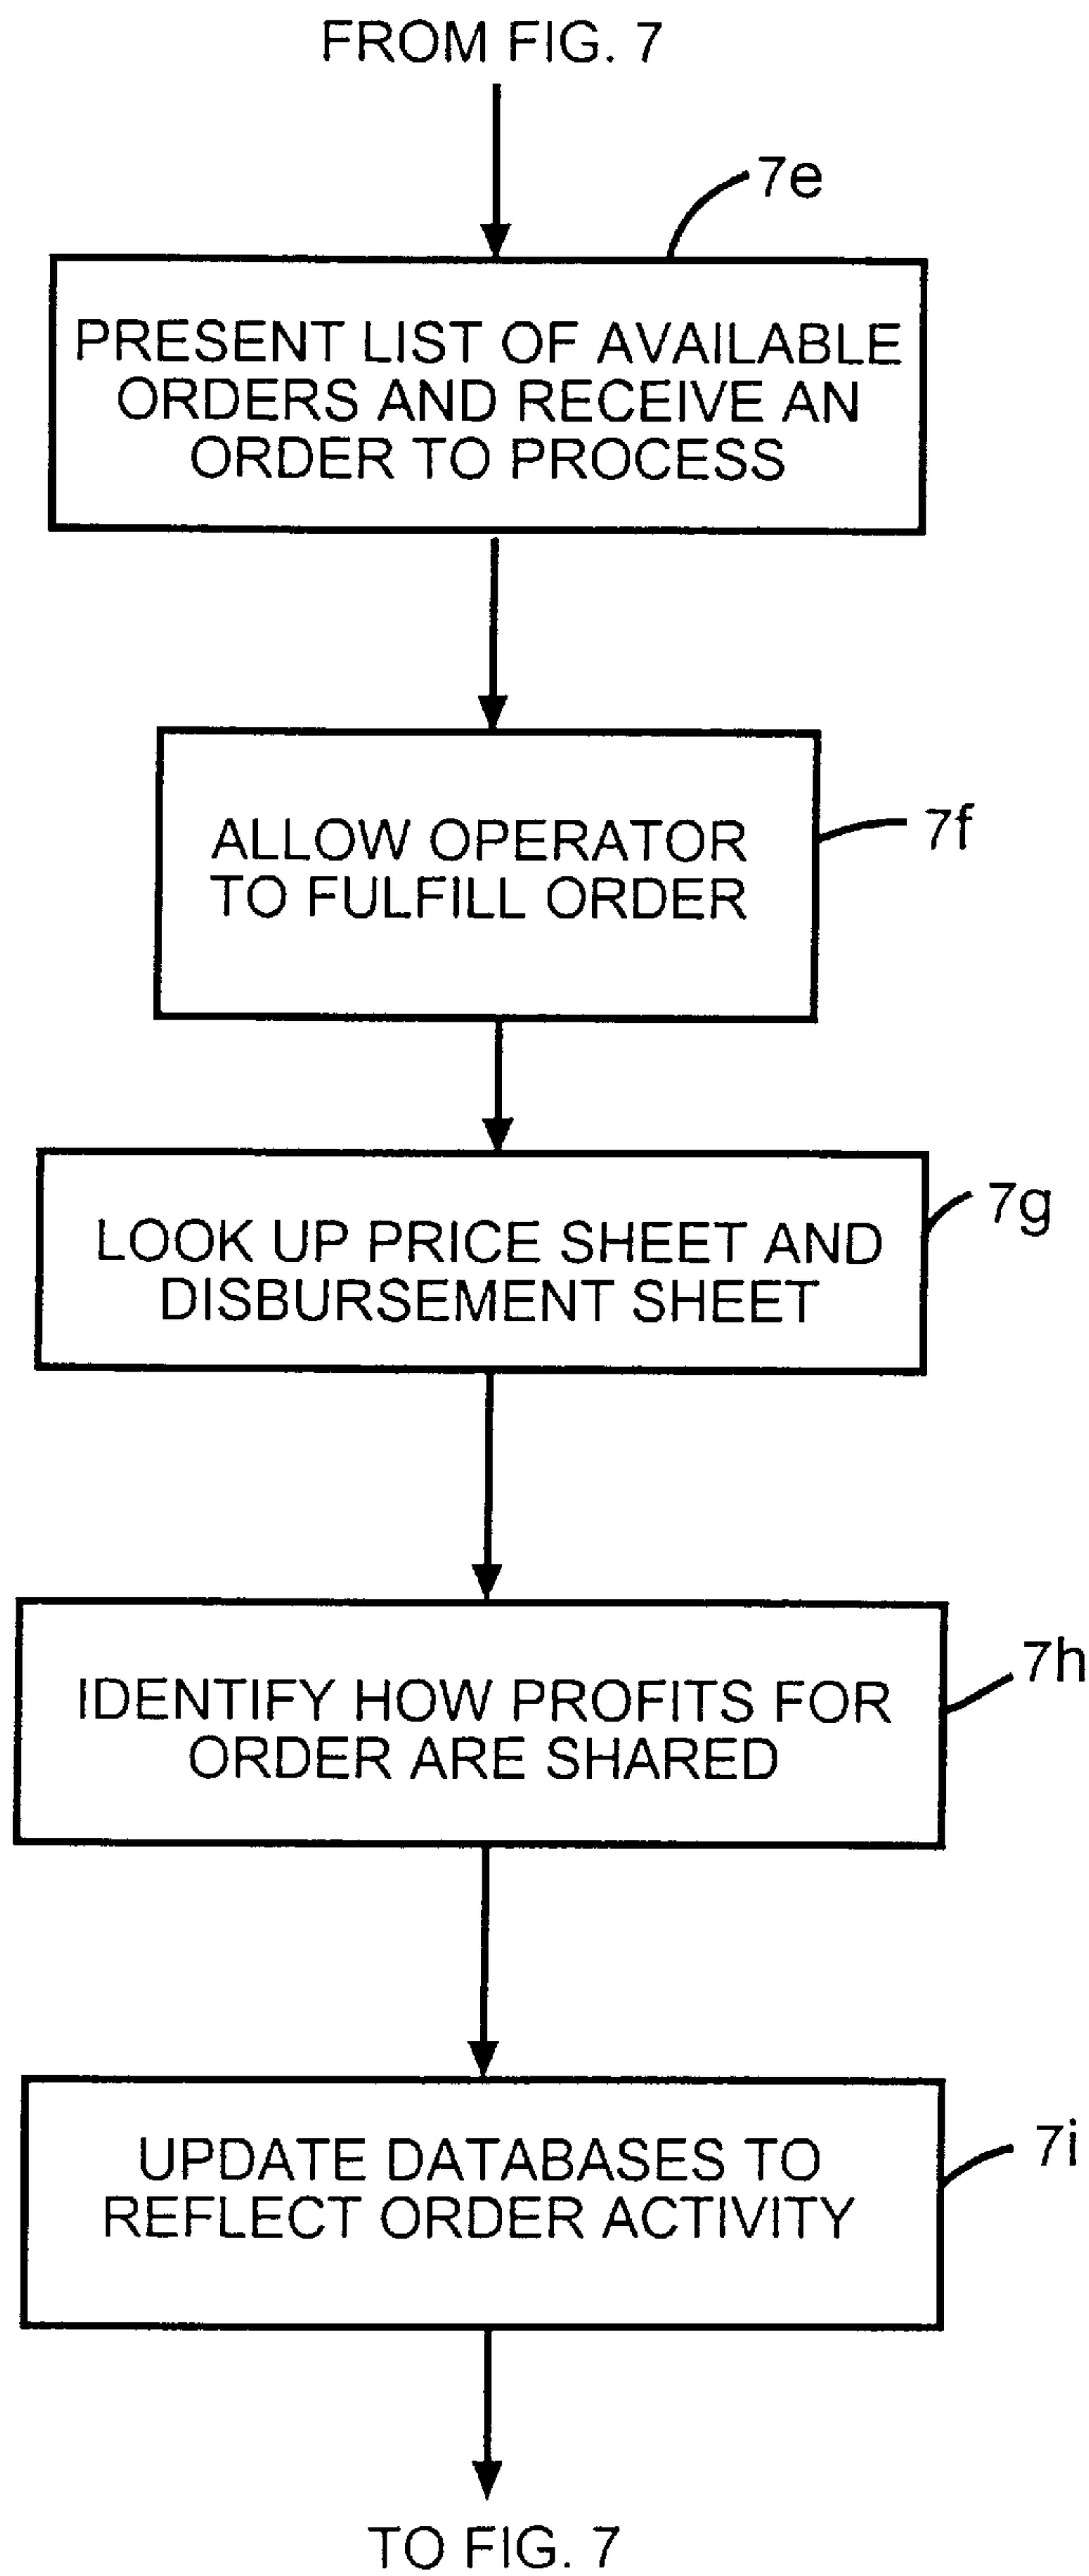 FROM FIG. 7
7e
PRESENT LIST OF AVAILABLE
ORDERS AND RECEIVE AN
ORDER TO PROCESS
7f
ALLOW OPERATOR
TO FULFILL ORDER
7g
LOOK UP PRICE SHEET AND
DISBURSEMENT SHEET
7h
IDENTIFY HOW PROFITS FOR
ORDER ARE SHARED
7i
UPDATE DATABASES TO
REFLECT ORDER ACTIVITY
TO FIG. 7